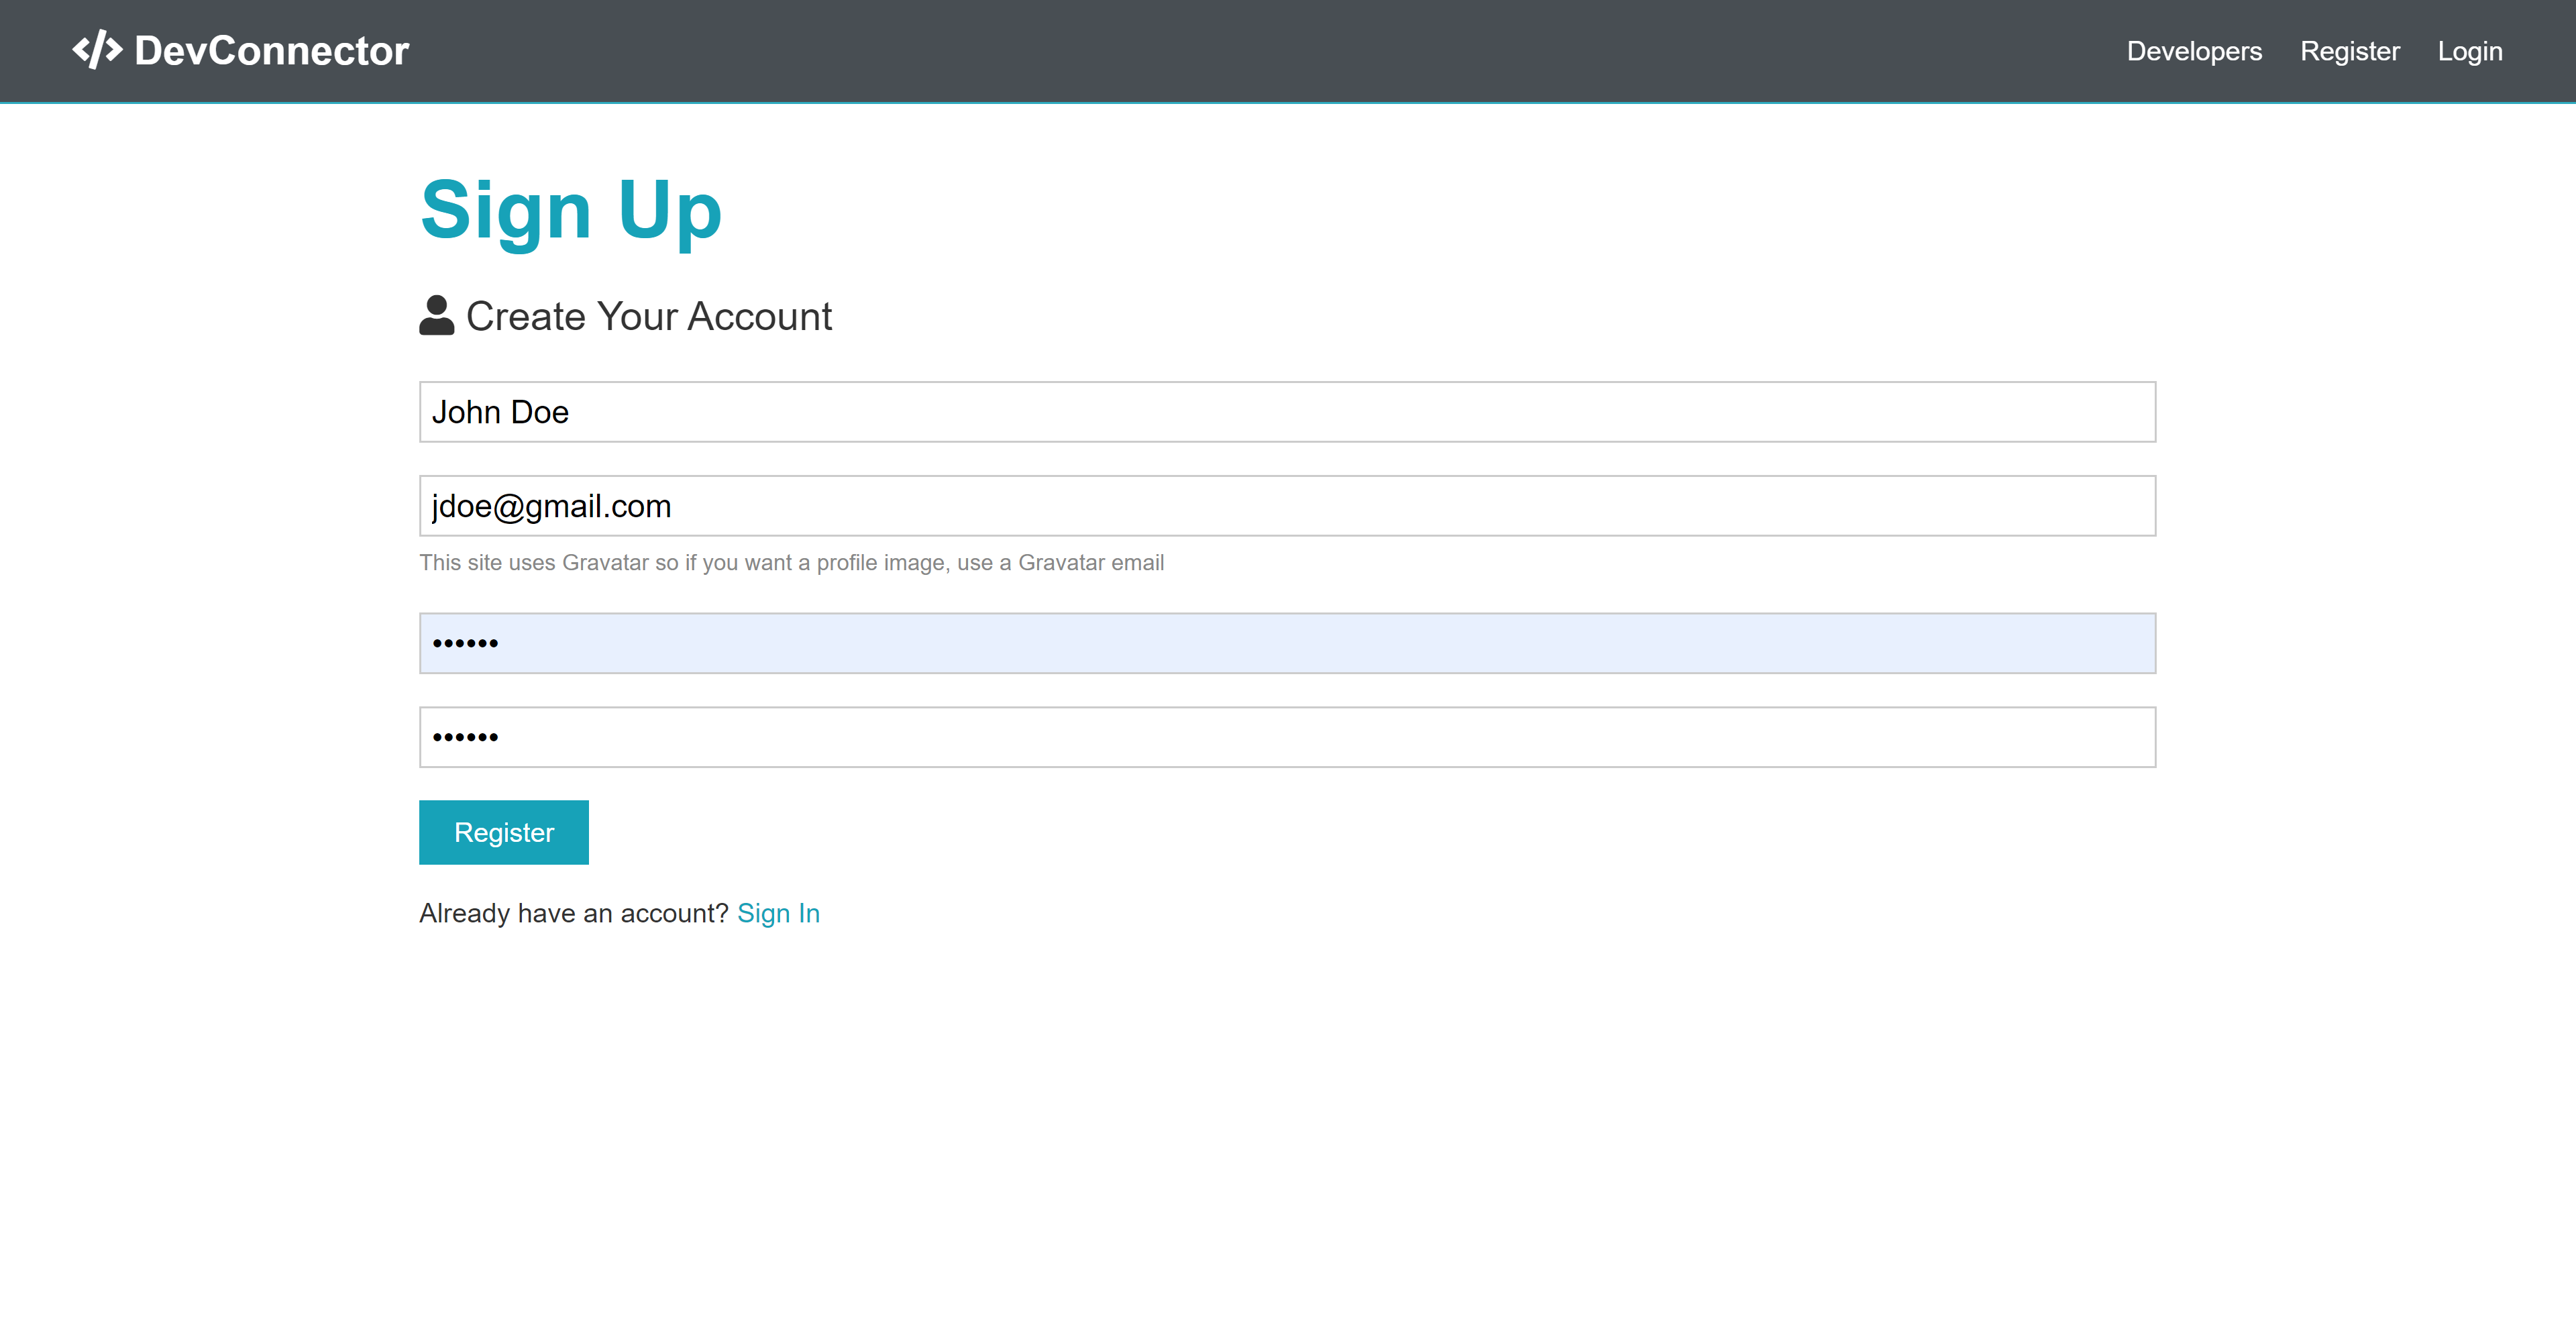 DevConnector
Developers Register Login
Sign Up
Create Your Account
John Doe
jdoe@gmail.com
This site uses Gravatar so if you want a profile image, use a Gravatar email
••••••
••••••
Register
Already have an account? Sign In